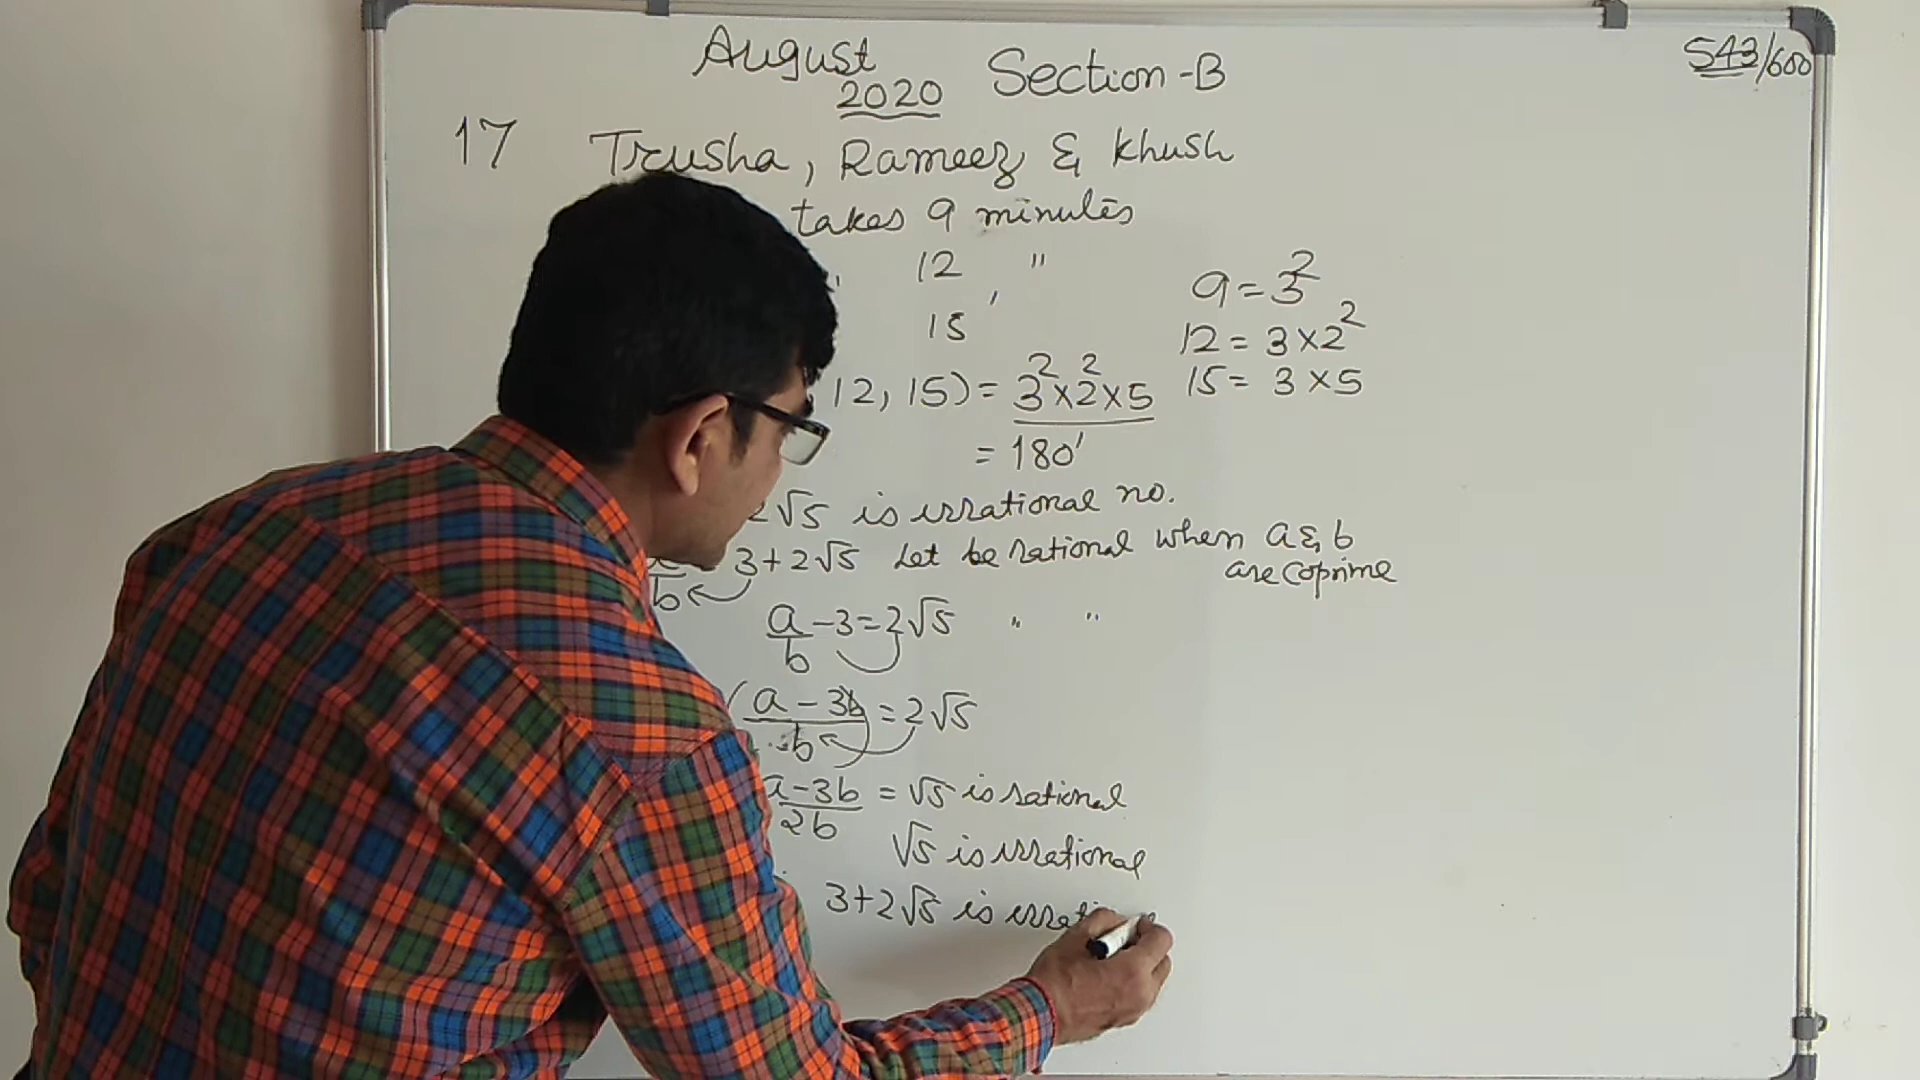 August Section-B
2020
543/600
17 Trusha, Rameez & Khush
takes 9 minutes
12 "
15
12, 15) = 3²×2²×5
= 180'
9 = 3²
12 = 3×2²
15 = 3×5
2√5 is irrational no.
3+2√5 Let be rational when a & b
are coprime
b
a/b - 3 = 2√5 " "
(a - 3b)/b = 2√5
a-3b/2b = √5 is rational
√5 is irrational
3+2√5 is